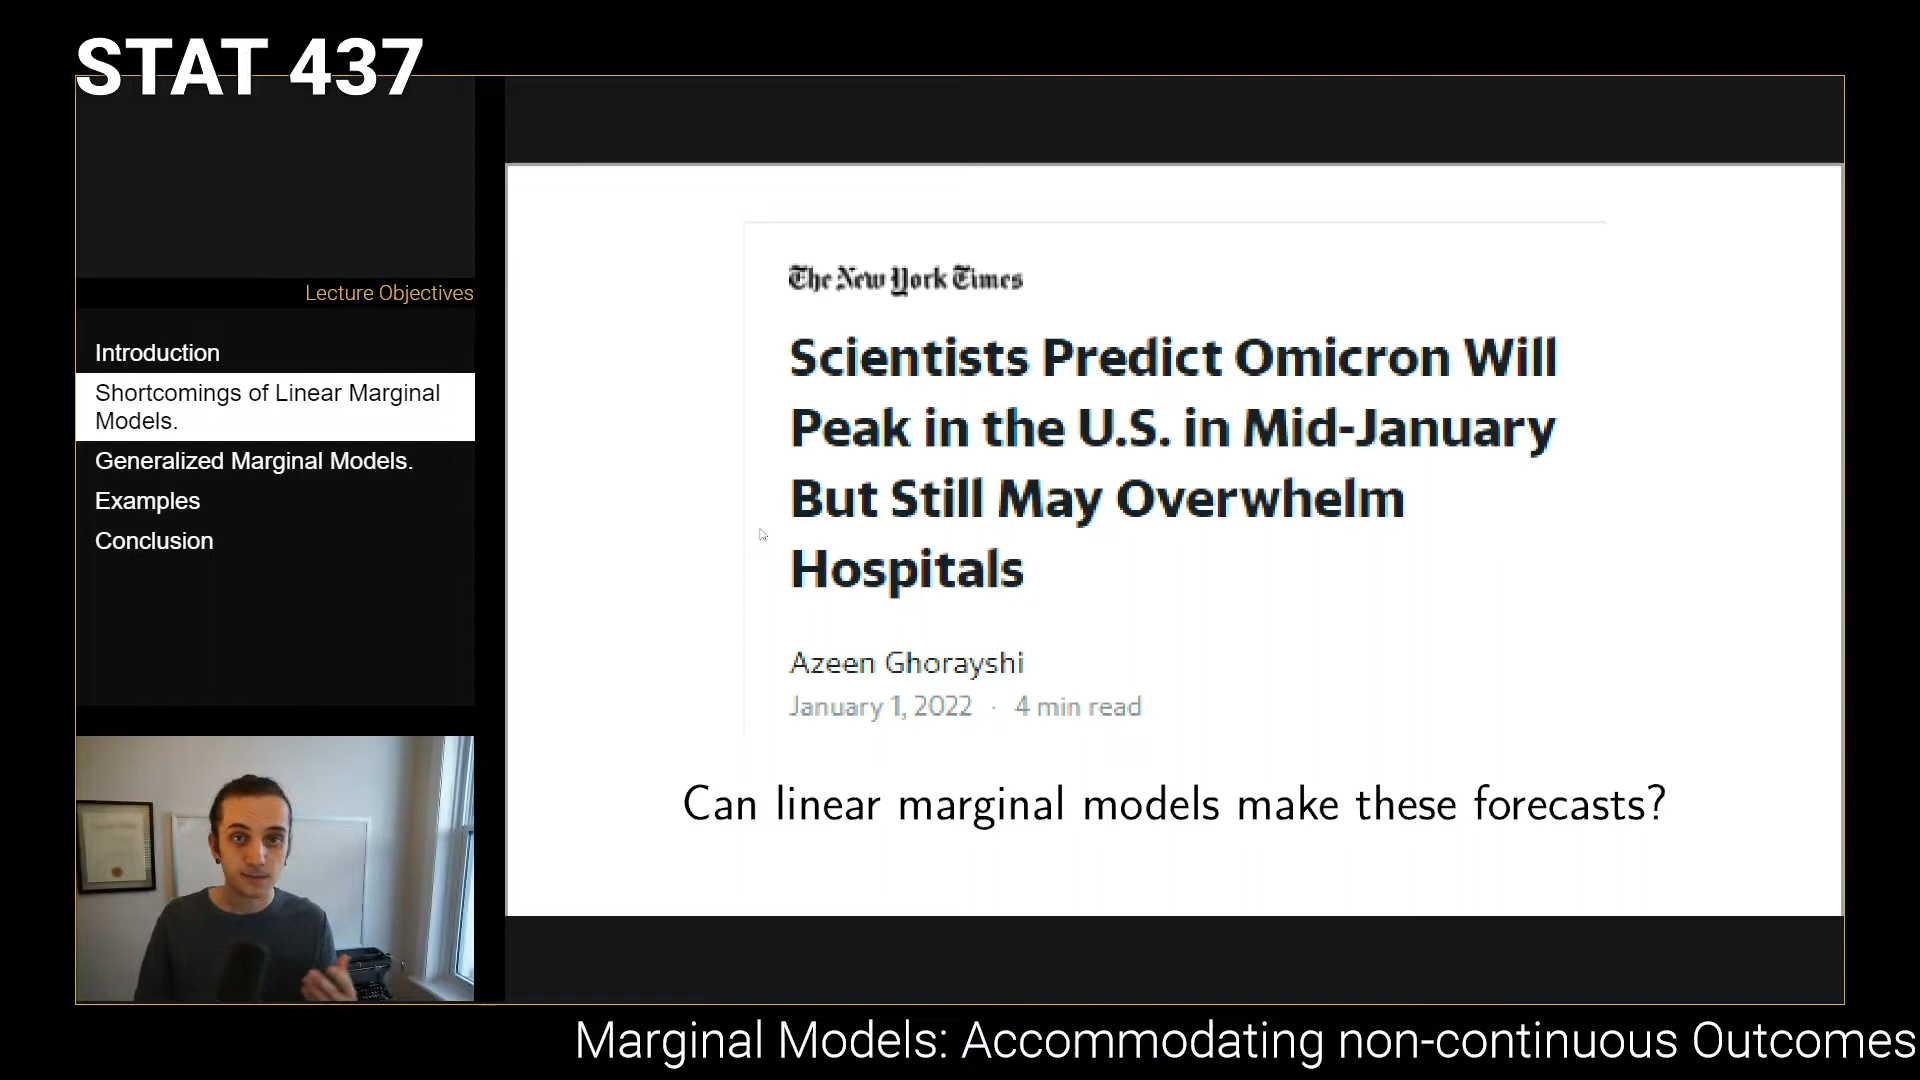 STAT 437
Lecture Objectives
Introduction
Shortcomings of Linear Marginal
Models.
Generalized Marginal Models.
Examples
Conclusion
The New York Times
Scientists Predict Omicron Will
Peak in the U.S. in Mid-January
But Still May Overwhelm
Hospitals
Azeen Ghorayshi
January 1, 2022 · 4 min read
Can linear marginal models make these forecasts?
Marginal Models: Accommodating non-continuous Outcomes